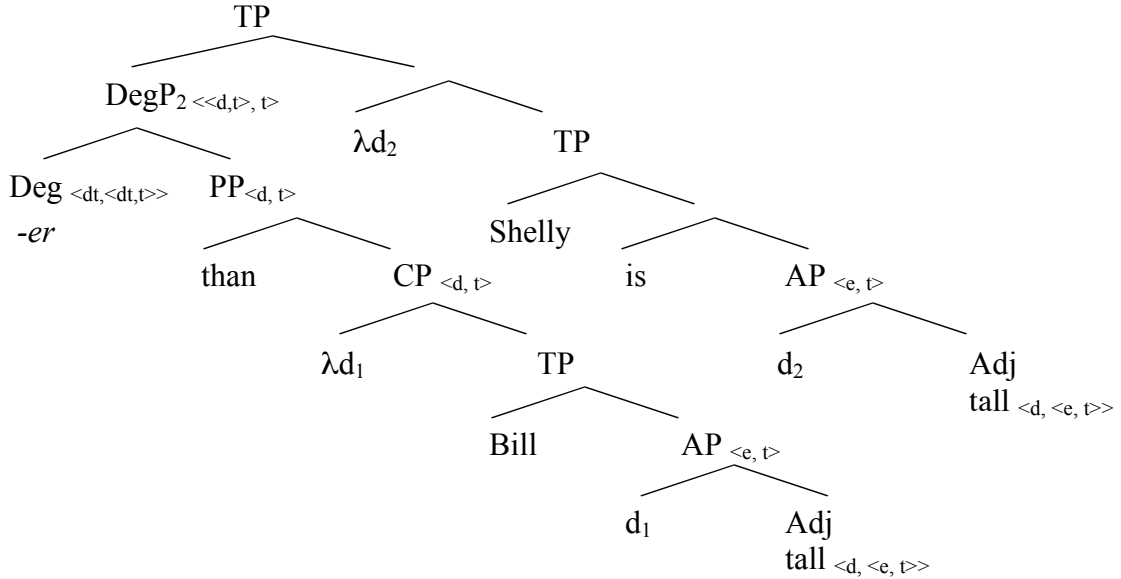 TP
DegP₂ <<d,t>, t>
λd₂ TP
Deg <dt,<dt,t>> PP<d, t> 
-er Shelly
than CP <d, t> is AP <e, t>
λd₁ TP d₂ Adj
tall <d, <e, t>>
Bill AP <e, t>
d₁ Adj
tall <d, <e, t>>